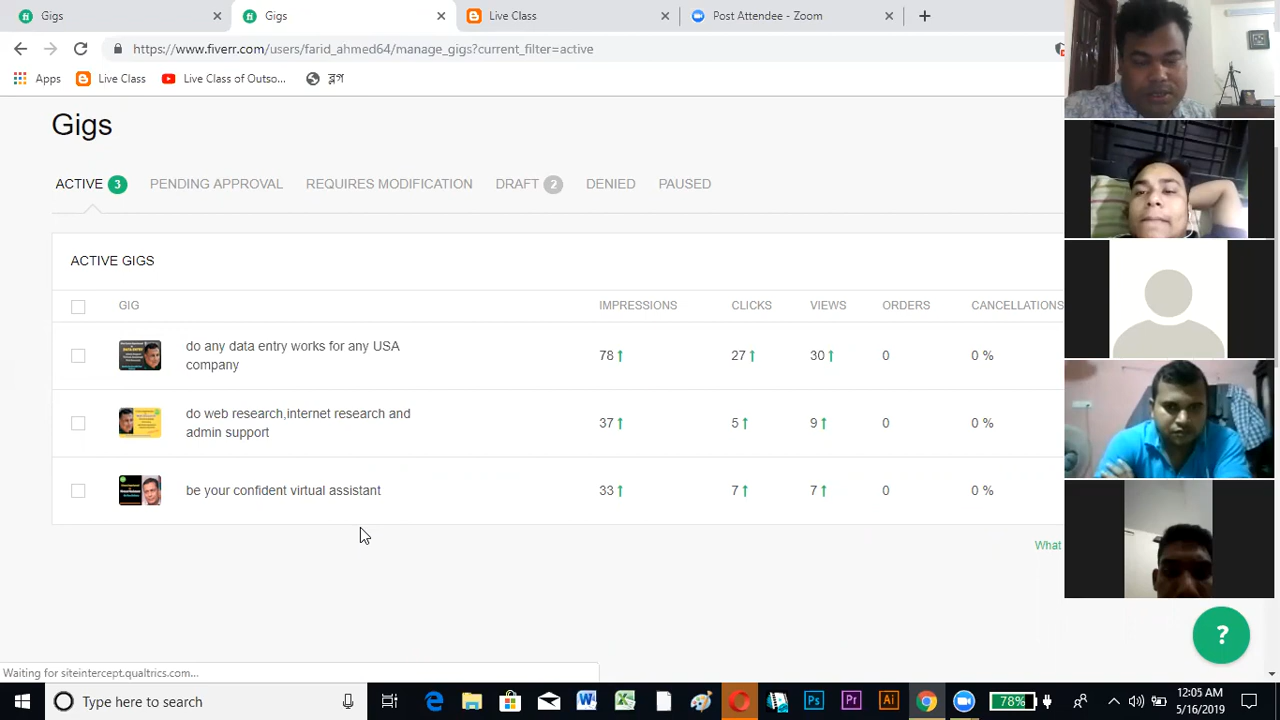 Gigs
Gigs
Live Class
Post Attendee - Zoom
https://www.fiverr.com/users/farid_ahmed64/manage_gigs?current_filter=active
Apps
Live Class
Live Class of Outso...
ব্লগ
Gigs
ACTIVE 3
PENDING APPROVAL
REQUIRES MODIFICATION
DRAFT 2
DENIED
PAUSED
ACTIVE GIGS
GIG IMPRESSIONS CLICKS VIEWS ORDERS CANCELLATIONS
do any data entry works for any USA
company
78 27 30 0 0 %
do web research,internet research and
admin support
37 5 9 0 0 %
be your confident virtual assistant
33 7 7 0 0 %
What
?
Waiting for siteintercept.qualtrics.com...
Type here to search
78%
12:05 AM
5/16/2019